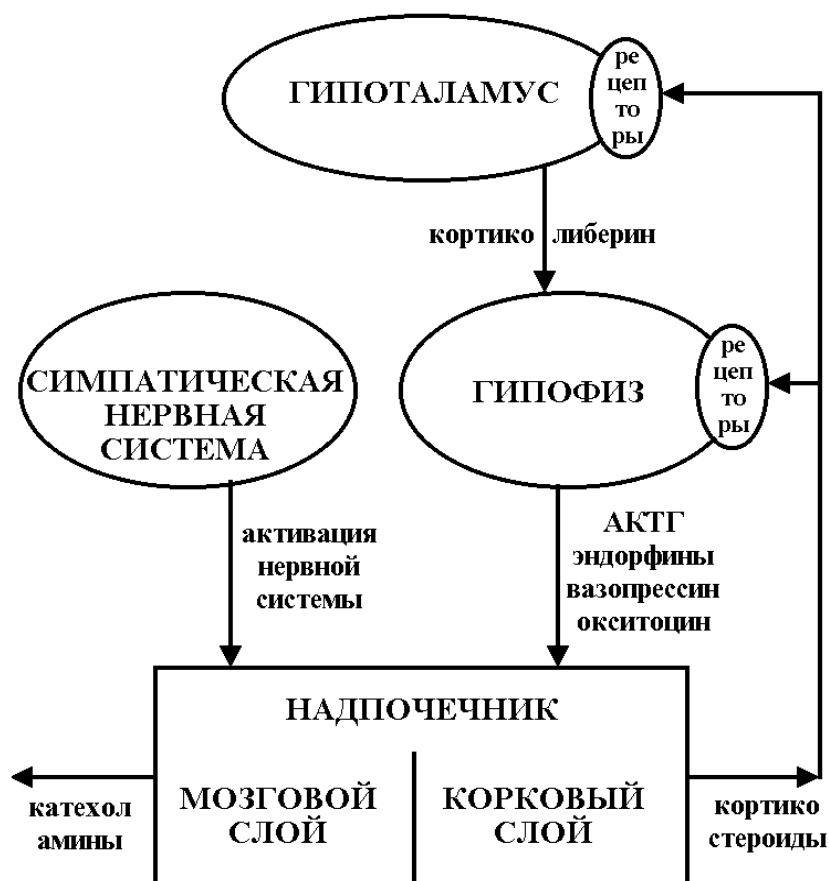 ГИПОТАЛАМУС
ре
цеп
то
ры
кортико либерин
СИМПАТИЧЕСКАЯ
НЕРВНАЯ
СИСТЕМА
ГИПОФИЗ
ре
цеп
то
ры
активация
нервной
системы
АКТГ
эндорфины
вазопрессин
окситоцин
НАДПОЧЕЧНИК
катехол
амины
МОЗГОВОЙ
СЛОЙ
КОРКОВЫЙ
СЛОЙ
кортико
стероиды